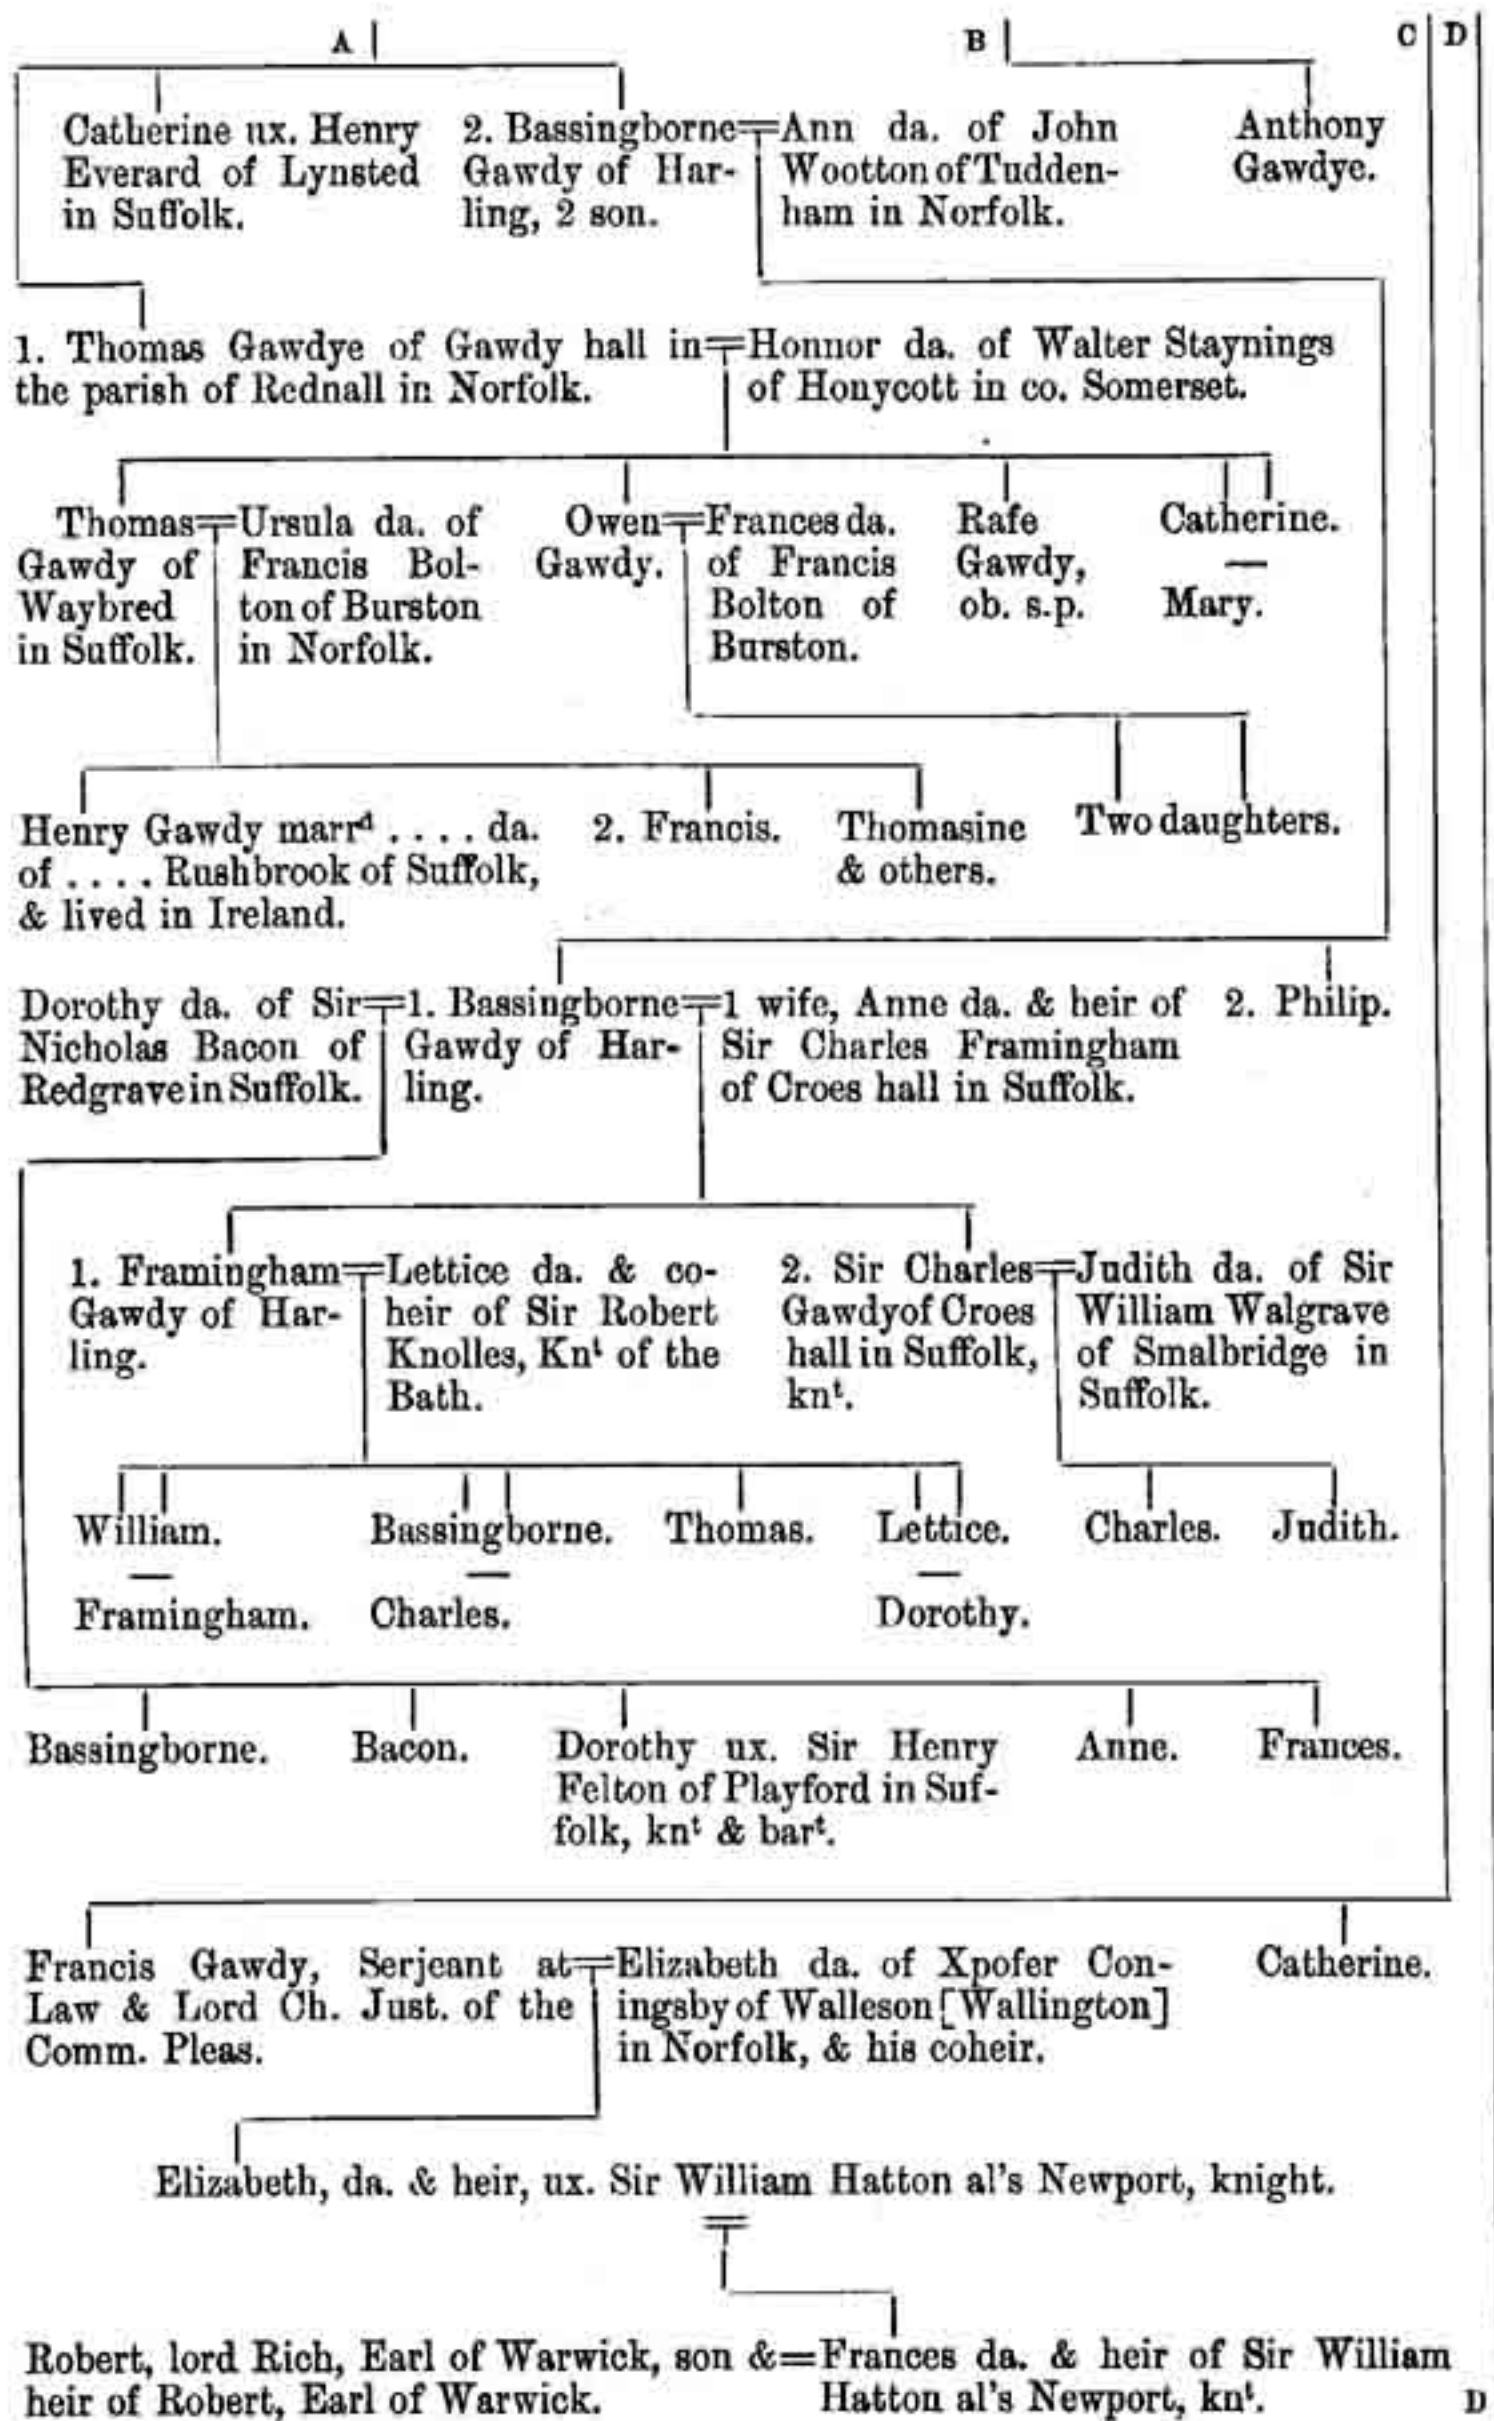 A B C D
Catherine ux. Henry
Everard of Lynsted
in Suffolk.
2. Bassingborne
Gawdy of Har-
ling, 2 son.
Ann da. of John
Wootton of Tudden-
ham in Norfolk.
Anthony
Gawdye.
1. Thomas Gawdye of Gawdy hall in
the parish of Rednall in Norfolk.
Honnor da. of Walter Staynings
of Honycott in co. Somerset.
Thomas
Gawdy of
Waybred
in Suffolk.
Ursula da. of
Francis Bol-
ton of Burston
in Norfolk.
Owen
Gawdy.
Frances da.
of Francis
Bolton of
Burston.
Rafe
Gawdy,
ob. s.p.
Catherine.
—
Mary.
Henry Gawdy marrᵈ .... da.
of .... Rushbrook of Suffolk,
& lived in Ireland.
2. Francis.
Thomasine
& others.
Two daughters.
Dorothy da. of Sir
Nicholas Bacon of
Redgrave in Suffolk.
1. Bassingborne
Gawdy of Har-
ling.
1 wife, Anne da. & heir of
Sir Charles Framingham
of Croes hall in Suffolk.
2. Philip.
1. Framingham
Gawdy of Har-
ling.
Lettice da. & co-
heir of Sir Robert
Knolles, Knᵗ of the
Bath.
2. Sir Charles
Gawdy of Croes
hall in Suffolk,
knᵗ.
Judith da. of Sir
William Walgrave
of Smalbridge in
Suffolk.
William.
—
Framingham.
Bassingborne.
—
Charles.
Thomas.
Lettice.
—
Dorothy.
Charles.
Judith.
Bassingborne.
Bacon.
Dorothy ux. Sir Henry
Felton of Playford in Suf-
folk, knᵗ & barᵗ.
Anne.
Frances.
Francis Gawdy, Serjeant at
Law & Lord Ch. Just. of the
Comm. Pleas.
Elizabeth da. of Xpofer Con-
ingsby of Walleson [Wallington]
in Norfolk, & his coheir.
Catherine.
Elizabeth, da. & heir, ux. Sir William Hatton al's Newport, knight.
Robert, lord Rich, Earl of Warwick, son &
heir of Robert, Earl of Warwick.
=Frances da. & heir of Sir William
Hatton al's Newport, knᵗ.
D